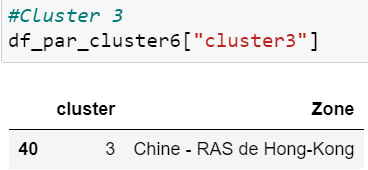 #Cluster 3
df_par_cluster6["cluster3"]
cluster Zone
40 3 Chine - RAS de Hong-Kong